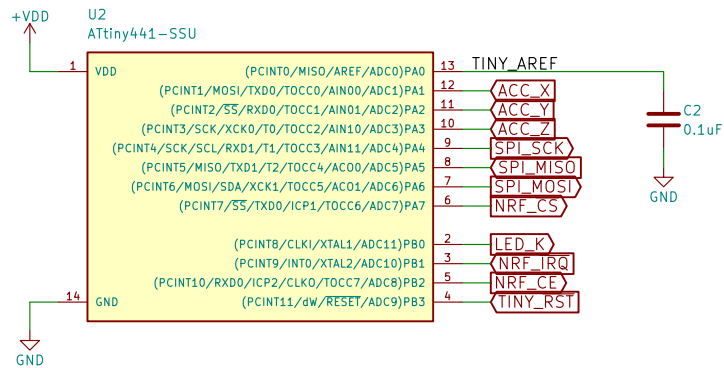 U2
ATtiny441-SSU
+VDD
1 VDD (PCINT0/MISO/AREF/ADC0)PA0 13 TINY_AREF
(PCINT1/MOSI/TXD0/TOCC0/AIN00/ADC1)PA1 12 ACC_X
(PCINT2/SS/RXD0/TOCC1/AIN01/ADC2)PA2 11 ACC_Y
(PCINT3/SCK/XCK0/T0/TOCC2/AIN10/ADC3)PA3 10 ACC_Z
(PCINT4/SCK/SCL/RXD1/T1/TOCC3/AIN11/ADC4)PA4 9 SPI_SCK
(PCINT5/MISO/TXD1/T2/TOCC4/ACO0/ADC5)PA5 8 SPI_MISO
(PCINT6/MOSI/SDA/XCK1/TOCC5/ACO1/ADC6)PA6 7 SPI_MOSI
(PCINT7/SS/TXD0/ICP1/TOCC6/ADC7)PA7 6 NRF_CS
(PCINT8/CLKI/XTAL1/ADC11)PB0 2 LED_K
(PCINT9/INT0/XTAL2/ADC10)PB1 3 NRF_IRQ
(PCINT10/RXD0/ICP2/CLKO/TOCC7/ADC8)PB2 5 NRF_CE
14 GND (PCINT11/dW/RESET/ADC9)PB3 4 TINY_RST
GND
C2
0.1uF
GND